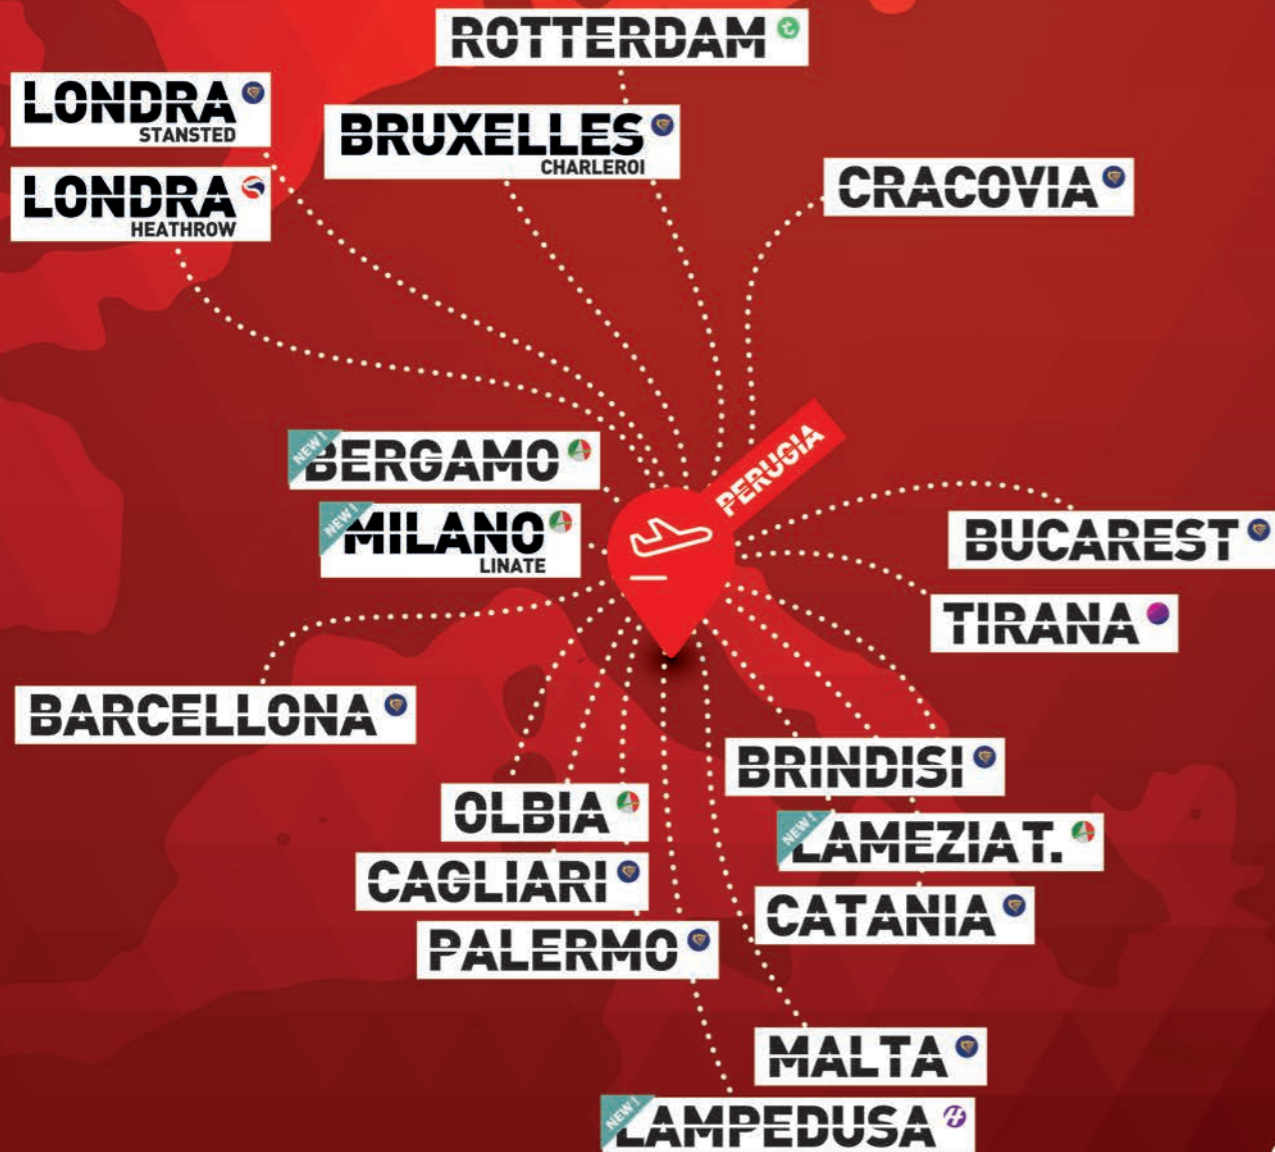 ROTTERDAM
LONDRA
STANSTED
BRUXELLES
CHARLEROI
CRACOVIA
LONDRA
HEATHROW
PERUGIA
NEW!
BERGAMO
NEW!
MILANO
LINATE
BUCAREST
TIRANA
BARCELLONA
BRINDISI
OLBIA
NEW!
LAMEZIA T.
CAGLIARI
CATANIA
PALERMO
MALTA
NEW!
LAMPEDUSA